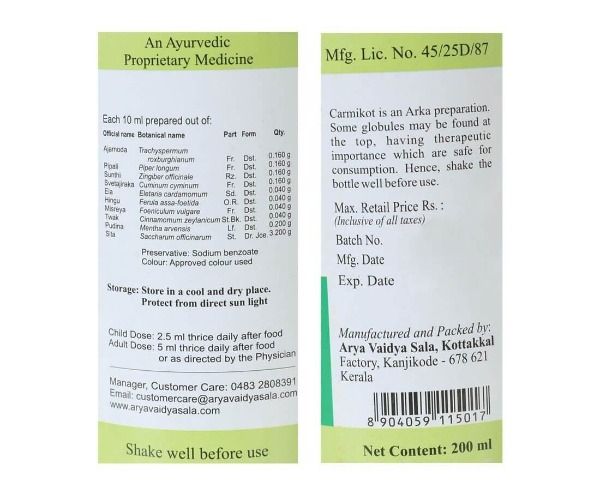 An Ayurvedic
Proprietary Medicine
Each 10 ml prepared out of:
Official name Botanical name Part Form Qty.
Ajamoda Trachyspermum
roxburghianum Fr. Dst. 0.160 g
Pipali Piper longum Fr. Dst. 0.160 g
Sunthi Zingiber officinale Rz. Dst. 0.160 g
Svetajiraka Cuminum cyminum Fr. Dst. 0.160 g
Ela Eletaria cardamomum Sd. Dst. 0.040 g
Hingu Ferula assa-foetida O.R. Dst. 0.040 g
Misreya Foeniculum vulgare Fr. Dst. 0.040 g
Twak Cinnamomum zeylanicum St.Bk. Dst. 0.040 g
Pudina Mentha arvensis Lf. Dst. 0.200 g
Sita Saccharum officinarum St. Dr. Jce 3.200 g
Preservative: Sodium benzoate
Colour: Approved colour used
Storage: Store in a cool and dry place.
Protect from direct sun light
Child Dose: 2.5 ml thrice daily after food
Adult Dose: 5 ml thrice daily after food
or as directed by the Physician
Manager, Customer Care: 0483 2808391
Email: customercare@aryavaidyasala.com
www.aryavaidyasala.com
Shake well before use
Mfg. Lic. No. 45/25D/87
Carmikot is an Arka preparation.
Some globules may be found at
the top, having therapeutic
importance which are safe for
consumption. Hence, shake the
bottle well before use.
Max. Retail Price Rs. :
(Inclusive of all taxes)
Batch No.
Mfg. Date
Exp. Date
Manufactured and Packed by:
Arya Vaidya Sala, Kottakkal
Factory, Kanjikode - 678 621
Kerala
8 904059 115017
Net Content: 200 ml